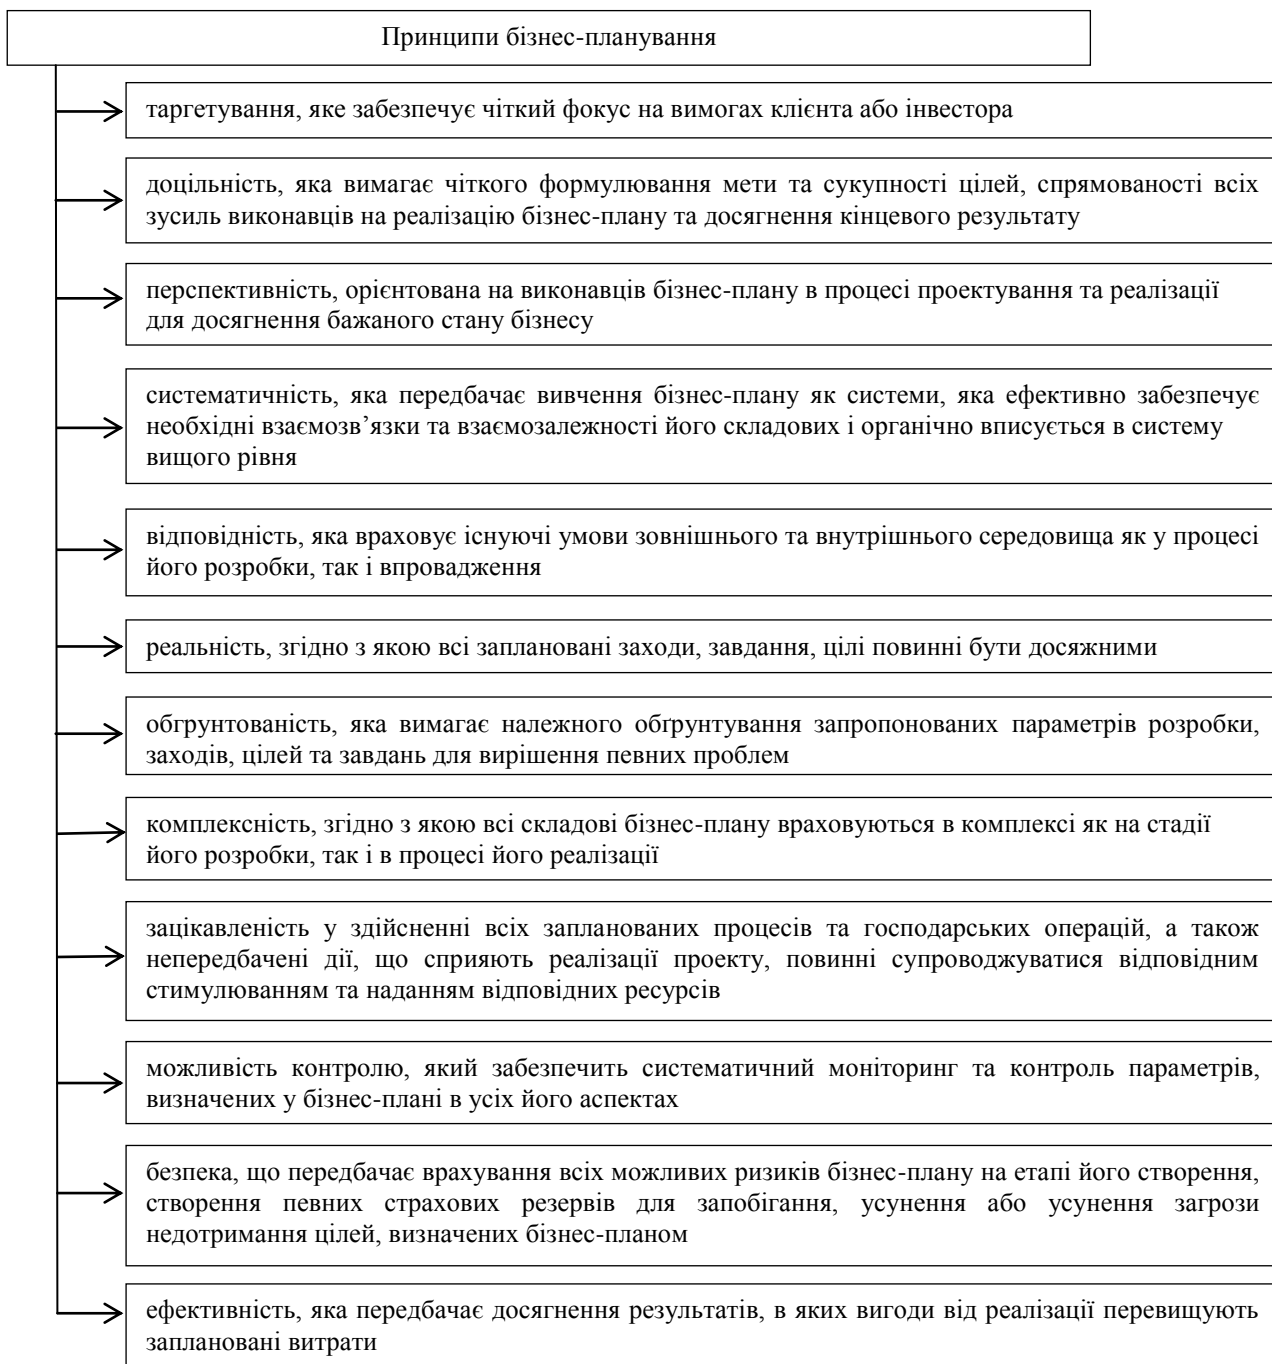 Принципи бізнес-планування
таргетування, яке забезпечує чіткий фокус на вимогах клієнта або інвестора
доцільність, яка вимагає чіткого формулювання мети та сукупності цілей, спрямованості всіх
зусиль виконавців на реалізацію бізнес-плану та досягнення кінцевого результату
перспективність, орієнтована на виконавців бізнес-плану в процесі проектування та реалізації
для досягнення бажаного стану бізнесу
систематичність, яка передбачає вивчення бізнес-плану як системи, яка ефективно забезпечує
необхідні взаємозв’язки та взаємозалежності його складових і органічно вписується в систему
вищого рівня
відповідність, яка враховує існуючі умови зовнішнього та внутрішнього середовища як у процесі
його розробки, так і впровадження
реальність, згідно з якою всі заплановані заходи, завдання, цілі повинні бути досяжними
обгрунтованість, яка вимагає належного обґрунтування запропонованих параметрів розробки,
заходів, цілей та завдань для вирішення певних проблем
комплексність, згідно з якою всі складові бізнес-плану враховуються в комплексі як на стадії
його розробки, так і в процесі його реалізації
зацікавленість у здійсненні всіх запланованих процесів та господарських операцій, а також
непередбачені дії, що сприяють реалізації проекту, повинні супроводжуватися відповідним
стимулюванням та наданням відповідних ресурсів
можливість контролю, який забезпечить систематичний моніторинг та контроль параметрів,
визначених у бізнес-плані в усіх його аспектах
безпека, що передбачає врахування всіх можливих ризиків бізнес-плану на етапі його створення,
створення певних страхових резервів для запобігання, усунення або усунення загрози
недотримання цілей, визначених бізнес-планом
ефективність, яка передбачає досягнення результатів, в яких вигоди від реалізації перевищують
заплановані витрати